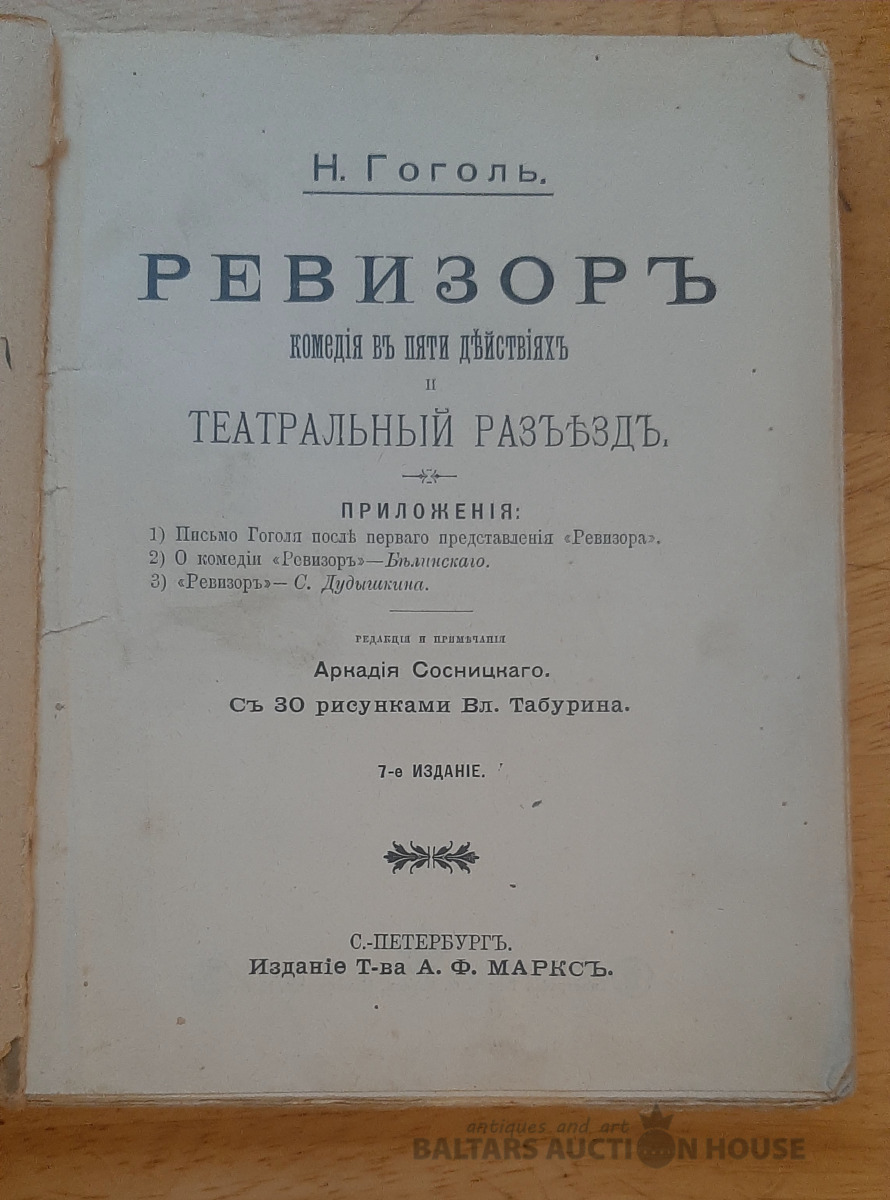 Н. Гоголь.
РЕВИЗОРЪ
КОМЕДІЯ ВЪ ПЯТИ ДѢЙСТВІЯХЪ
И
ТЕАТРАЛЬНЫЙ РАЗЪѢЗДЪ.
ПРИЛОЖЕНІЯ:
1) Письмо Гоголя послѣ перваго представленія «Ревизора».
2) О комедіи «Ревизоръ»—Бѣлинскаго.
3) «Ревизоръ»— С. Дудышкина.
РЕДАКЦІЯ И ПРИМѢЧАНІЯ
Аркадія Сосницкаго.
Съ 30 рисунками Вл. Табурина.
7-е ИЗДАНІЕ.
С.-ПЕТЕРБУРГЪ.
Изданіе Т-ва А. Ф. МАРКСЪ.
antiques and art
BALTARS AUCTION HOUSE